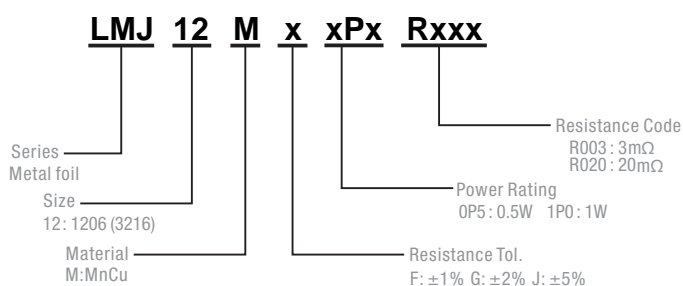 LMJ 12 M x xPx Rxxx
Resistance Code
R003 : 3mΩ
R020 : 20mΩ
Series
Metal foil
Power Rating
0P5 : 0.5W 1P0 : 1W
Size
12 : 1206 (3216)
Material
M:MnCu
Resistance Tol.
F: ±1% G: ±2% J: ±5%